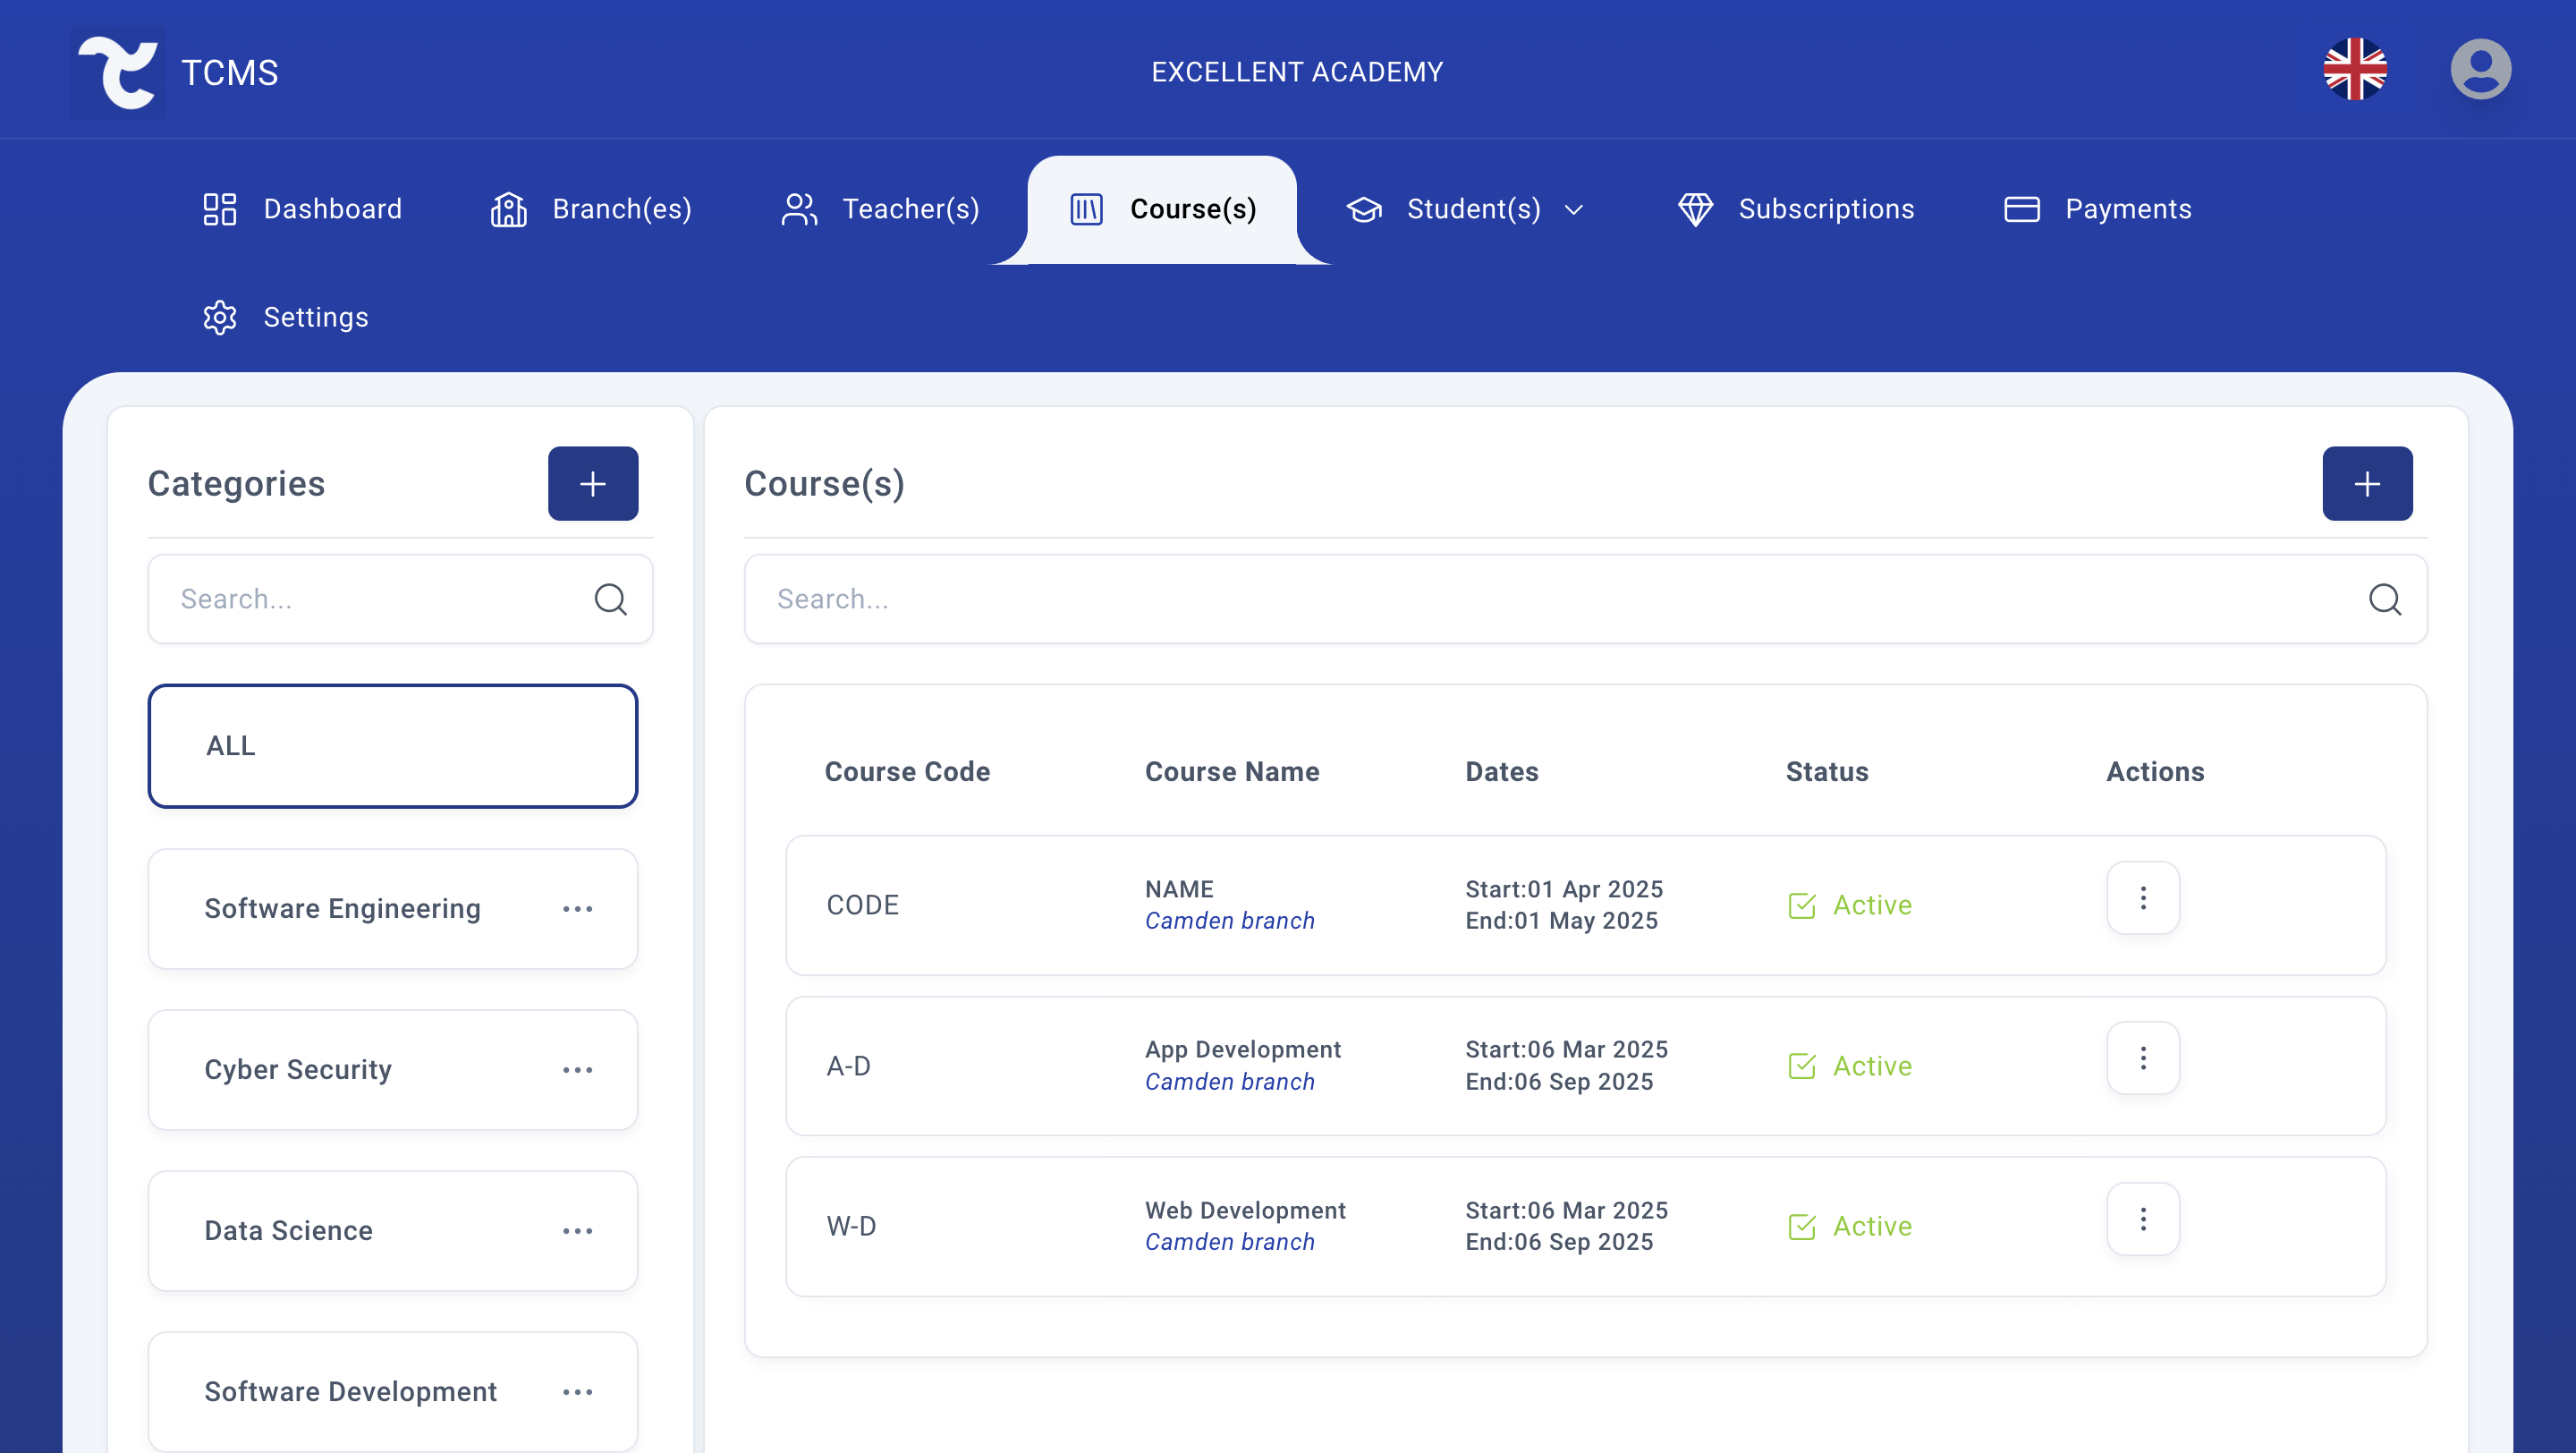 TCMS
EXCELLENT ACADEMY
Dashboard
Branch(es)
Teacher(s)
Course(s)
Student(s)
Subscriptions
Payments
Settings
Categories
Search...
ALL
Software Engineering
Cyber Security
Data Science
Software Development
Course(s)
Search...
Course Code Course Name Dates Status Actions
CODE
NAME
Camden branch
Start:01 Apr 2025
End:01 May 2025
Active
A-D
App Development
Camden branch
Start:06 Mar 2025
End:06 Sep 2025
Active
W-D
Web Development
Camden branch
Start:06 Mar 2025
End:06 Sep 2025
Active